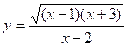 y = √((x − 1)(x + 3)) / (x − 2)